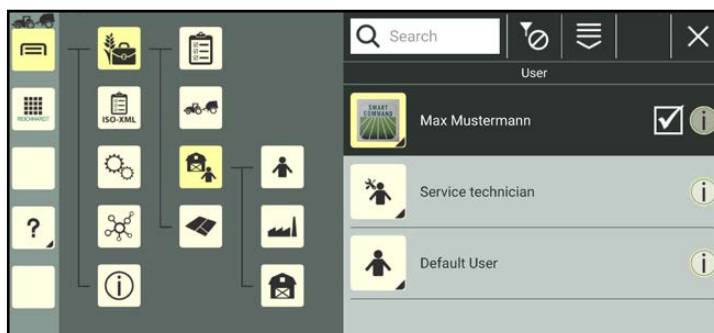 Search
User
REICHHARDT
ISO-XML
SMART
COMMAND
Max Mustermann
Service technician
?
Default User